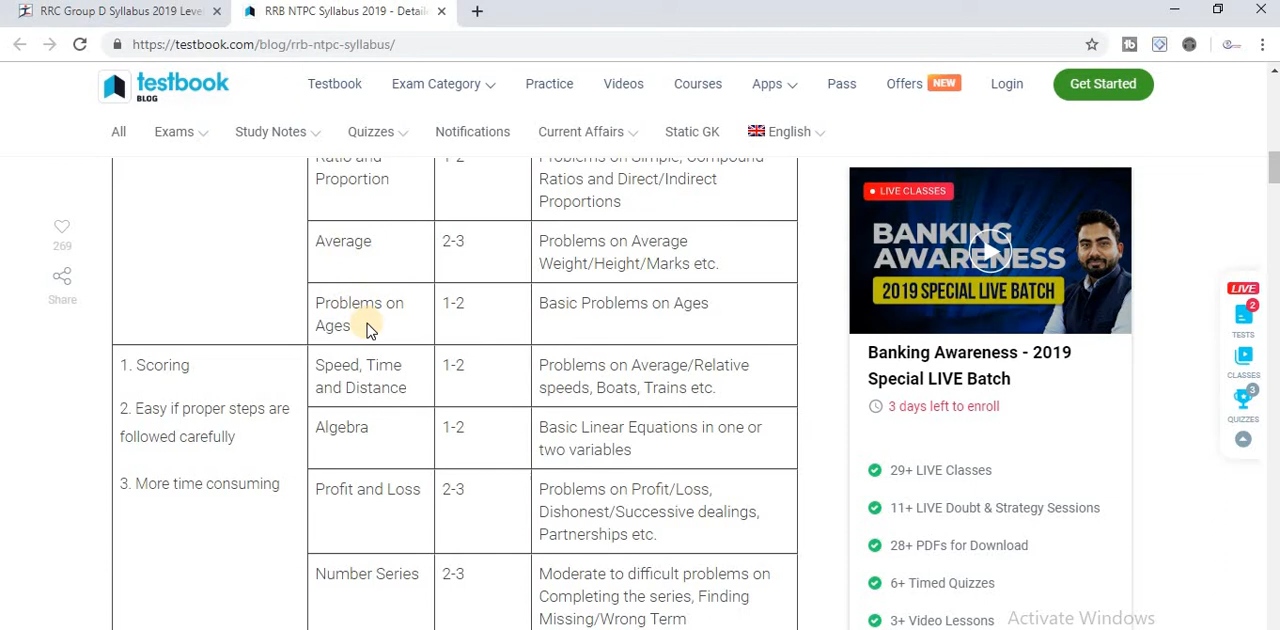 RRC Group D Syllabus 2019 Leve
RRB NTPC Syllabus 2019 - Detail
https://testbook.com/blog/rrb-ntpc-syllabus/
testbook
BLOG
Testbook
Exam Category
Practice
Videos
Courses
Apps
Pass
Offers NEW
Login
Get Started
All
Exams
Study Notes
Quizzes
Notifications
Current Affairs
Static GK
English
269
Share
Ratio and
Proportion
1-2
Problems on Simple, Compound
Ratios and Direct/Indirect
Proportions
Average
2-3
Problems on Average
Weight/Height/Marks etc.
Problems on
Ages
1-2
Basic Problems on Ages
1. Scoring
2. Easy if proper steps are
followed carefully
3. More time consuming
Speed, Time
and Distance
1-2
Problems on Average/Relative
speeds, Boats, Trains etc.
Algebra
1-2
Basic Linear Equations in one or
two variables
Profit and Loss
2-3
Problems on Profit/Loss,
Dishonest/Successive dealings,
Partnerships etc.
Number Series
2-3
Moderate to difficult problems on
Completing the series, Finding
Missing/Wrong Term
LIVE CLASSES
BANKING
AWARENESS
2019 SPECIAL LIVE BATCH
Banking Awareness - 2019
Special LIVE Batch
3 days left to enroll
29+ LIVE Classes
11+ LIVE Doubt & Strategy Sessions
28+ PDFs for Download
6+ Timed Quizzes
3+ Video Lessons
LIVE
2
TESTS
CLASSES
3
QUIZZES
Activate Windows